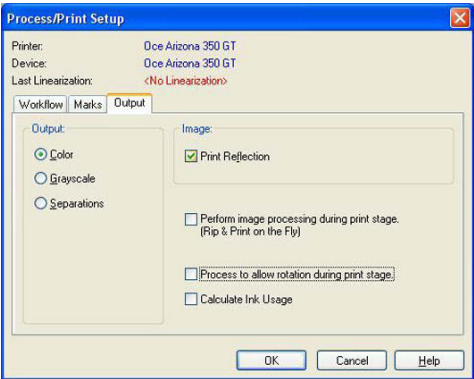 Process/Print Setup
Printer: Oce Arizona 350 GT
Device: Oce Arizona 350 GT
Last Linearization: <No Linearization>
Workflow Marks Output
Output:
Color
Grayscale
Separations
Image:
Print Reflection
Perform image processing during print stage.
(Rip & Print on the Fly)
Process to allow rotation during print stage.
Calculate Ink Usage
OK Cancel Help